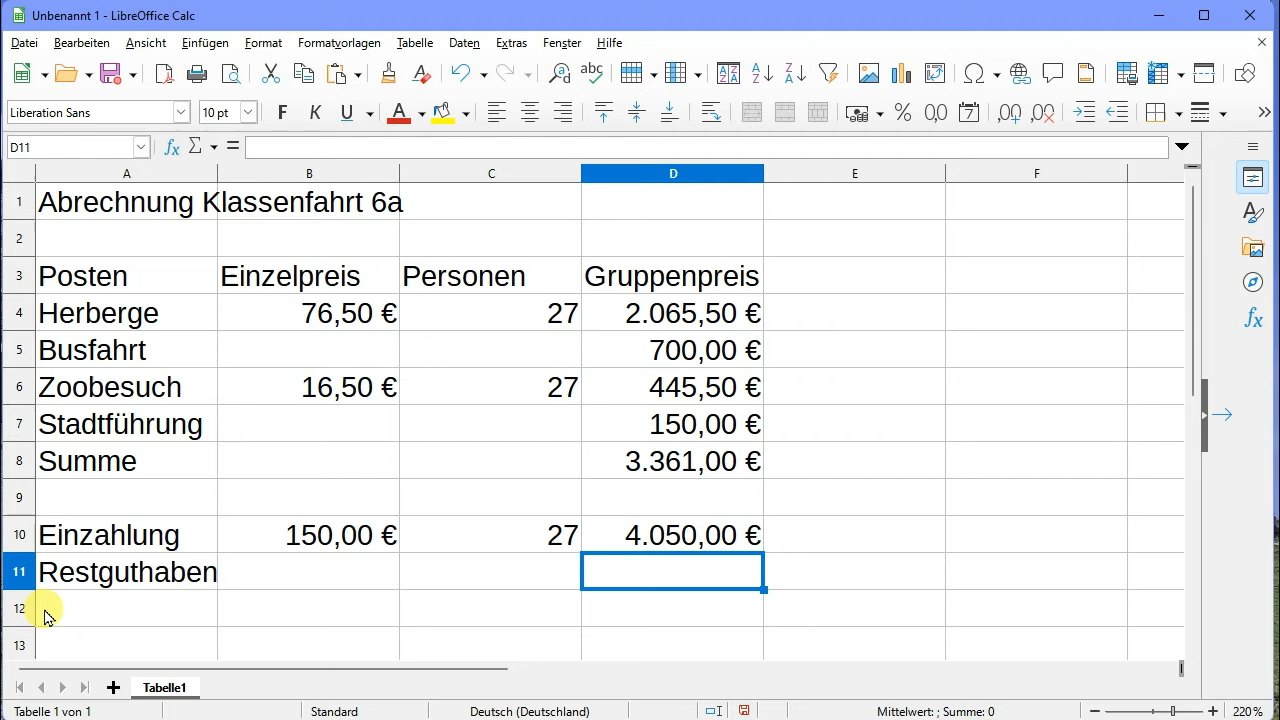 Unbenannt 1 - LibreOffice Calc
Datei Bearbeiten Ansicht Einfügen Format Formatvorlagen Tabelle Daten Extras Fenster Hilfe
Liberation Sans 10 pt F K U
D11
A B C D E F
1 Abrechnung Klassenfahrt 6a
2
3 Posten Einzelpreis Personen Gruppenpreis
4 Herberge 76,50 € 27 2.065,50 €
5 Busfahrt 700,00 €
6 Zoobesuch 16,50 € 27 445,50 €
7 Stadtführung 150,00 €
8 Summe 3.361,00 €
9
10 Einzahlung 150,00 € 27 4.050,00 €
11 Restguthaben
12
13
Tabelle1
Tabelle 1 von 1 Standard Deutsch (Deutschland) Mittelwert: ; Summe: 0 220%